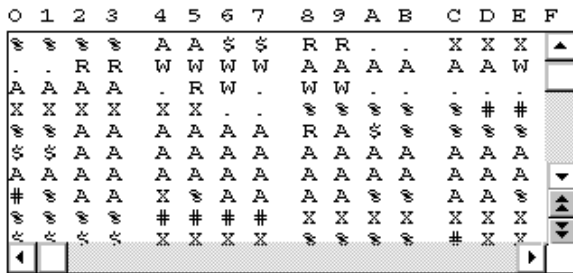 0 1 2 3 4 5 6 7 8 9 A B C D E F
% % % % A A $ $ R R . . X X X
. . R R W W W W A A A A A A W
A A A A . R W . W W . . . . .
X X X X X X . . % % % % % # #
% % A A A A A A R A $ % % % %
$ $ A A A A A A A A A A A A A
A A A A A A A A A A A A A A A
# % A A X % A A A A % % A A %
% % % % # # # # X X X X X X X
$ % $ $ X X X X % % % % # X X